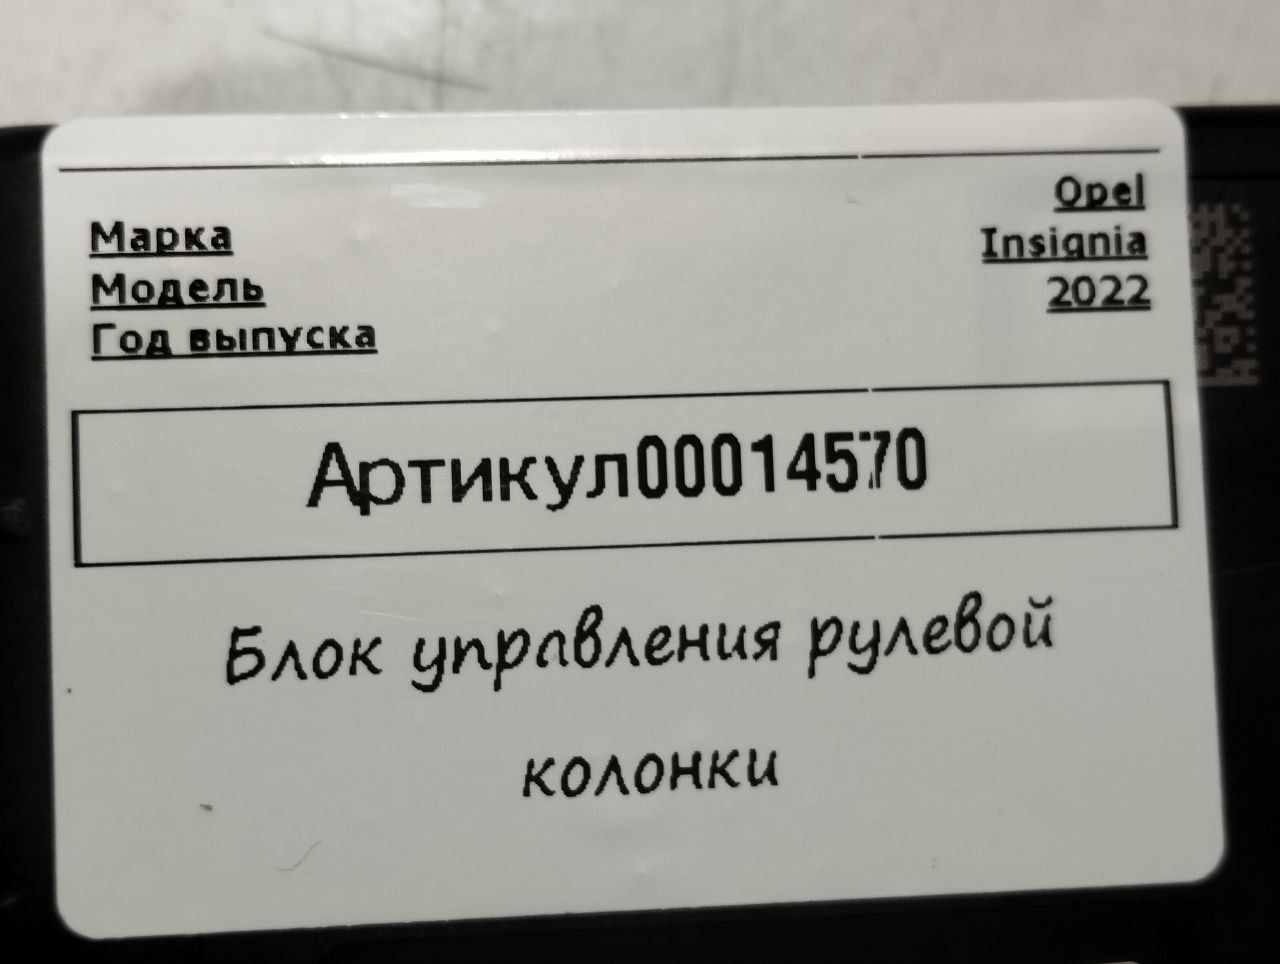 Opel
Марка
Insignia
Модель
2022
Год выпуска
Артикул00014570
Блок управления рулевой
колонки